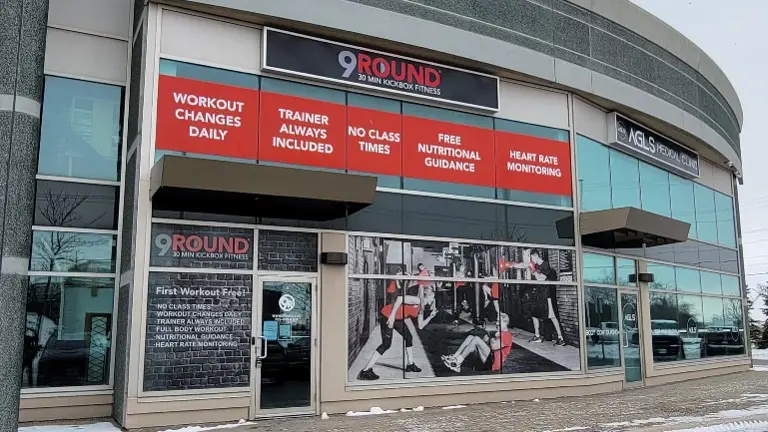 9ROUND
30 MIN KICKBOX FITNESS
WORKOUT
CHANGES
DAILY
TRAINER
ALWAYS
INCLUDED
NO CLASS
TIMES
FREE
NUTRITIONAL
GUIDANCE
HEART RATE
MONITORING
AGLS MEDICAL CLINIC
9ROUND
30 MIN KICKBOX FITNESS
First Workout Free!
NO CLASS TIMES
WORKOUT CHANGES DAILY
TRAINER ALWAYS INCLUDED
FULL BODY WORKOUT
NUTRITIONAL GUIDANCE
HEART RATE MONITORING
AGLS